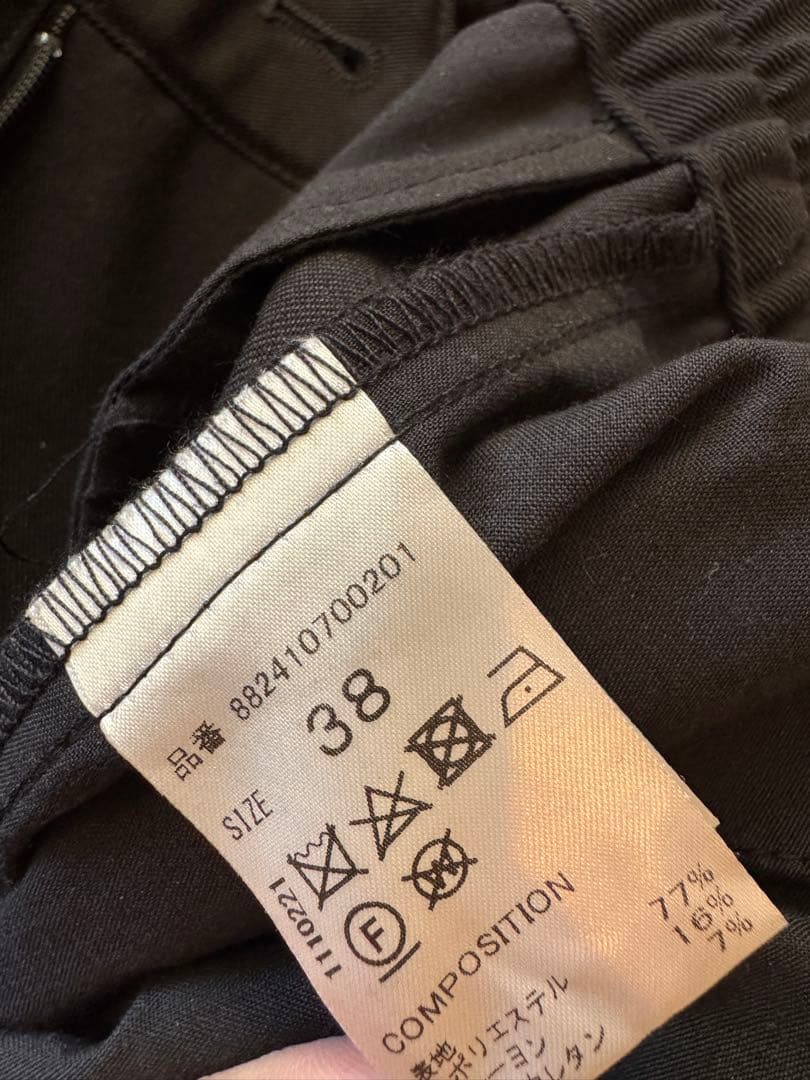 品番 882410700201
SIZE 38
1110221
F
W
COMPOSITION
表地
ポリエステル 77%
ーヨン 16%
レタン 7%